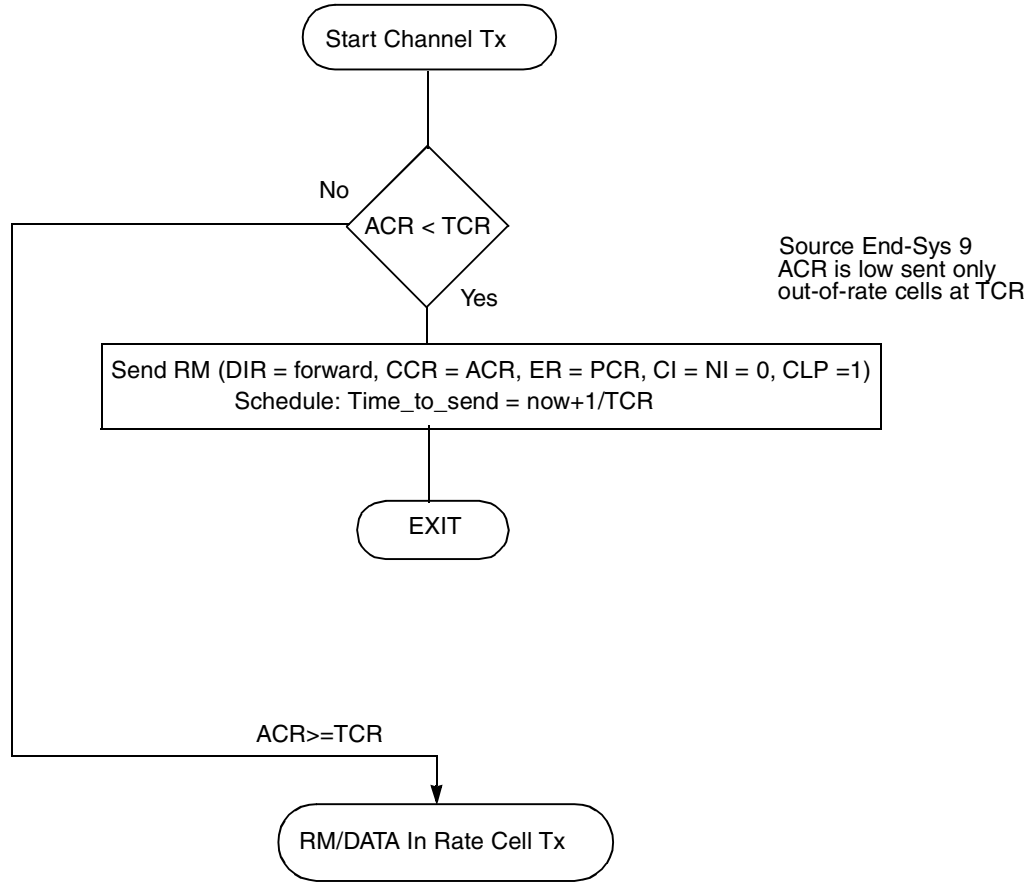 Start Channel Tx
No
ACR < TCR
Source End-Sys 9
ACR is low sent only
out-of-rate cells at TCR
Yes
Send RM (DIR = forward, CCR = ACR, ER = PCR, CI = NI = 0, CLP =1)
Schedule: Time_to_send = now+1/TCR
EXIT
ACR>=TCR
RM/DATA In Rate Cell Tx